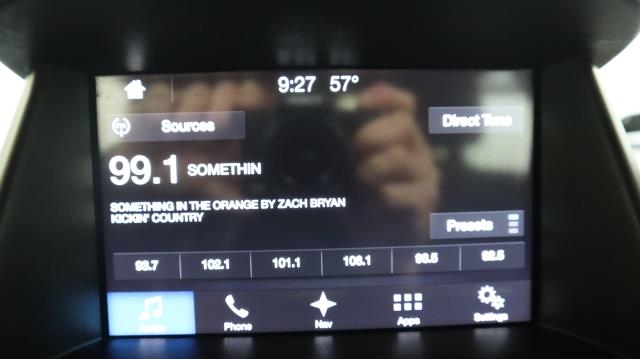 9:27 57°
Sources
Direct Tune
99.1 SOMETHIN
SOMETHING IN THE ORANGE BY ZACH BRYAN
KICKIN' COUNTRY
Presets
93.7 102.1 101.1 106.1 96.5 92.5
Phone Nav Apps Settings